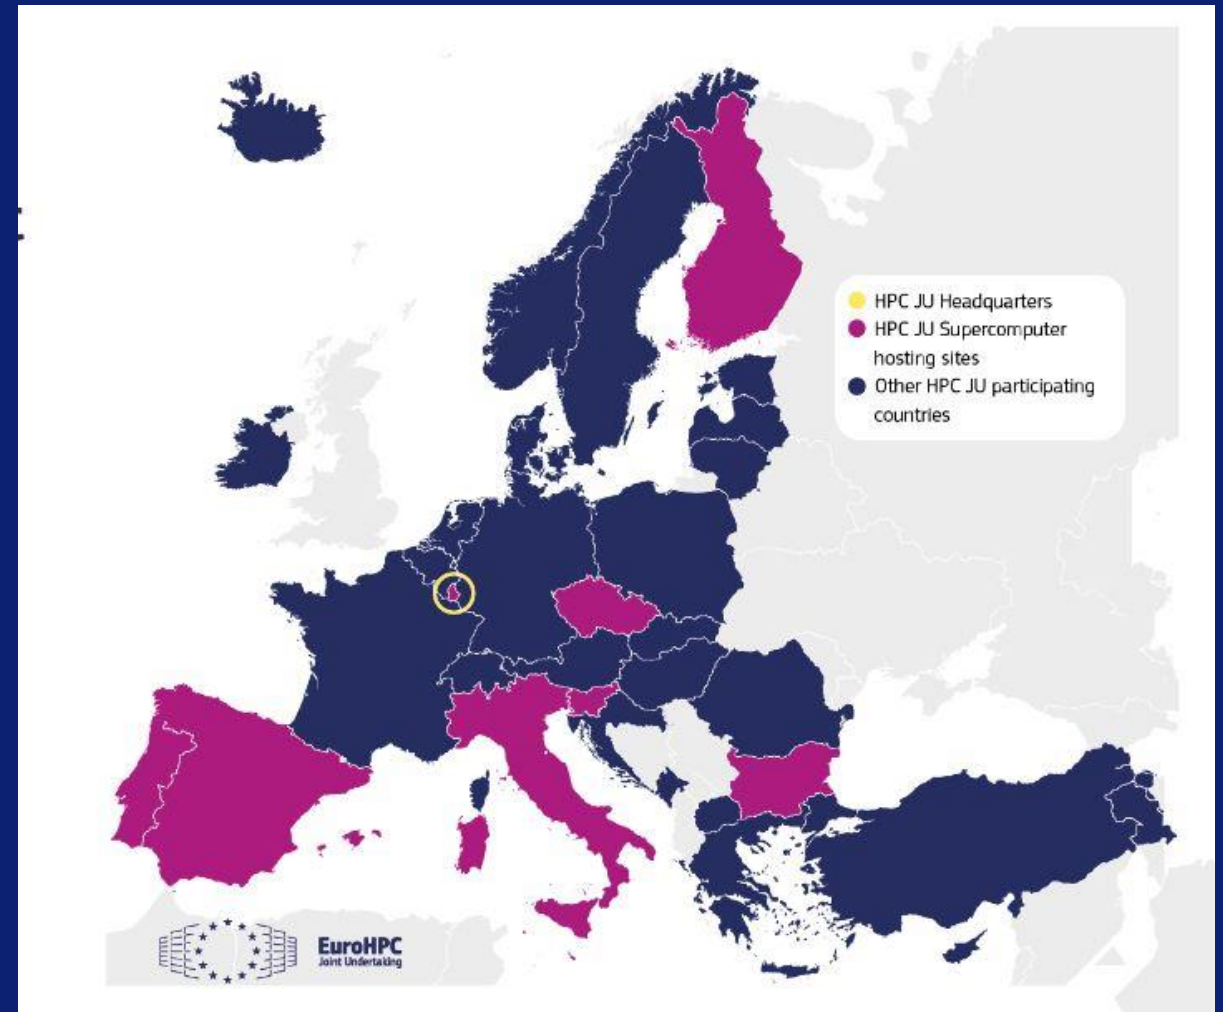 HPC JU Headquarters
HPC JU Supercomputer
hosting sites
Other HPC JU participating
countries
EuroHPC
Joint Undertaking